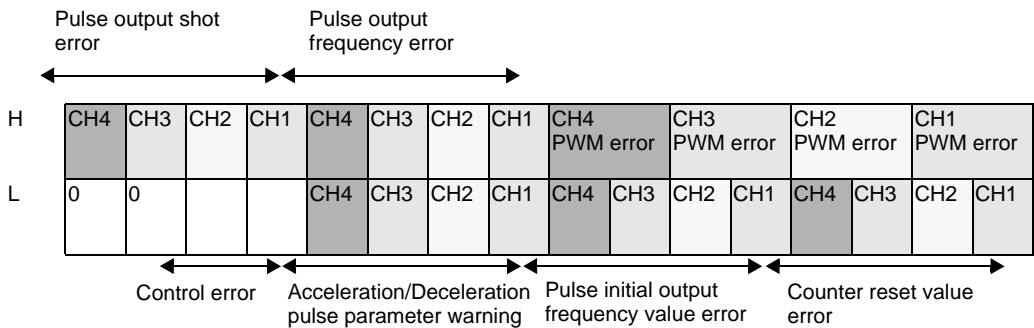 Pulse output shot error
Pulse output frequency error
H CH4 CH3 CH2 CH1 CH4 CH3 CH2 CH1 CH4 PWM error CH3 PWM error CH2 PWM error CH1 PWM error
L 0 0 CH4 CH3 CH2 CH1 CH4 CH3 CH2 CH1 CH4 CH3 CH2 CH1
Control error
Acceleration/Deceleration pulse parameter warning
Pulse initial output frequency value error
Counter reset value error